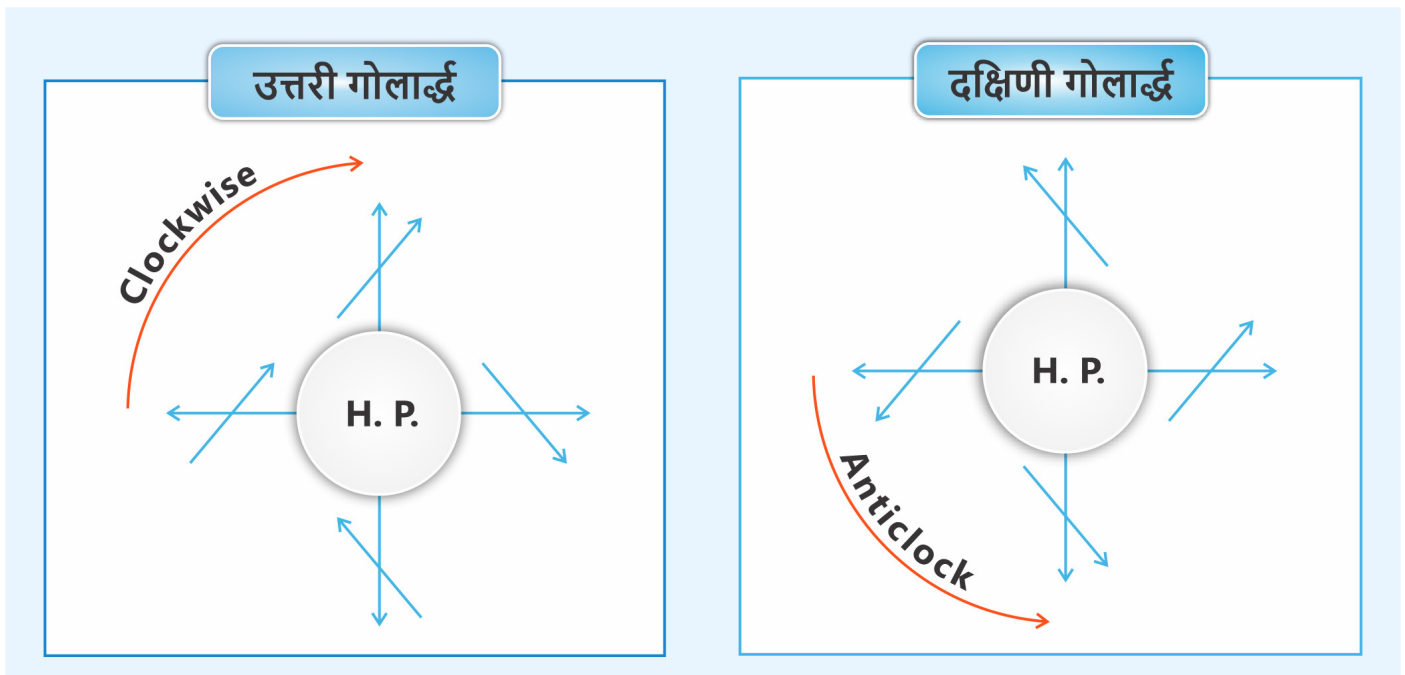 उत्तरी गोलार्द्ध
Clockwise
H. P.
दक्षिणी गोलार्द्ध
H. P.
Anticlock